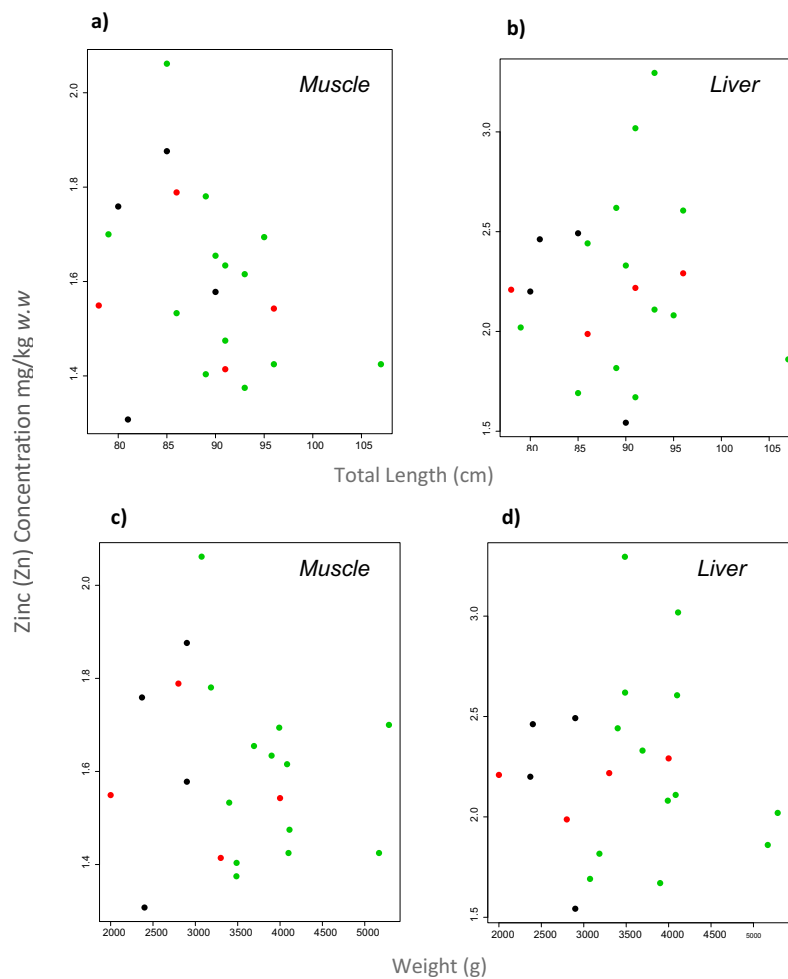 a)
b)
Muscle
Liver
2.0
1.8
1.6
1.4
3.0
2.5
2.0
1.5
80 85 90 95 100 105
80 85 90 95 100 105
Total Length (cm)
Zinc (Zn) Concentration mg/kg w.w
c)
d)
Muscle
Liver
2.0
1.8
1.6
1.4
3.0
2.5
2.0
1.5
2000 2500 3000 3500 4000 4500 5000
2000 2500 3000 3500 4000 4500 5000
Weight (g)